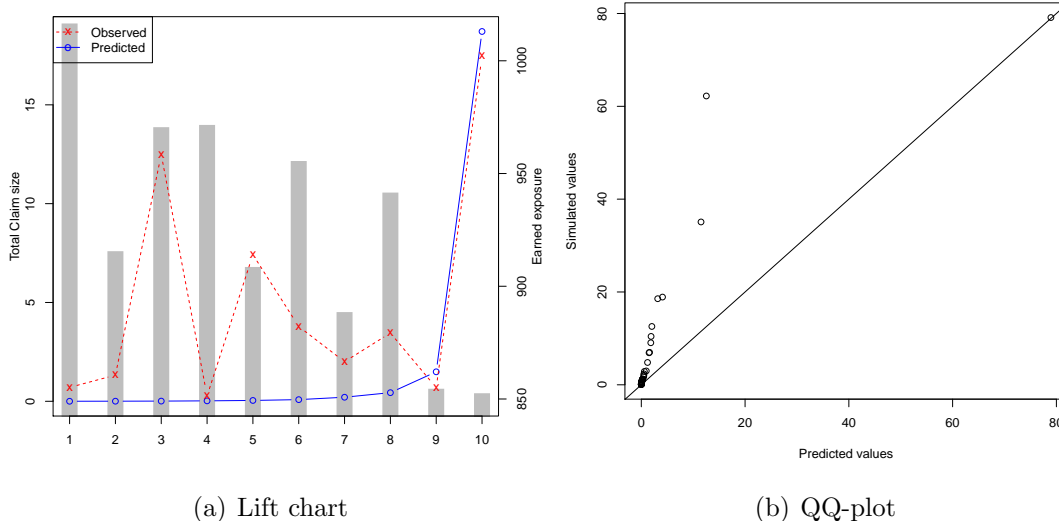 Observed
Predicted
Total Claim size
0
5
10
15
Earned exposure
850
900
950
1000
1 2 3 4 5 6 7 8 9 10
(a) Lift chart
Simulated values
0
20
40
60
80
0 20 40 60 80
Predicted values
(b) QQ-plot